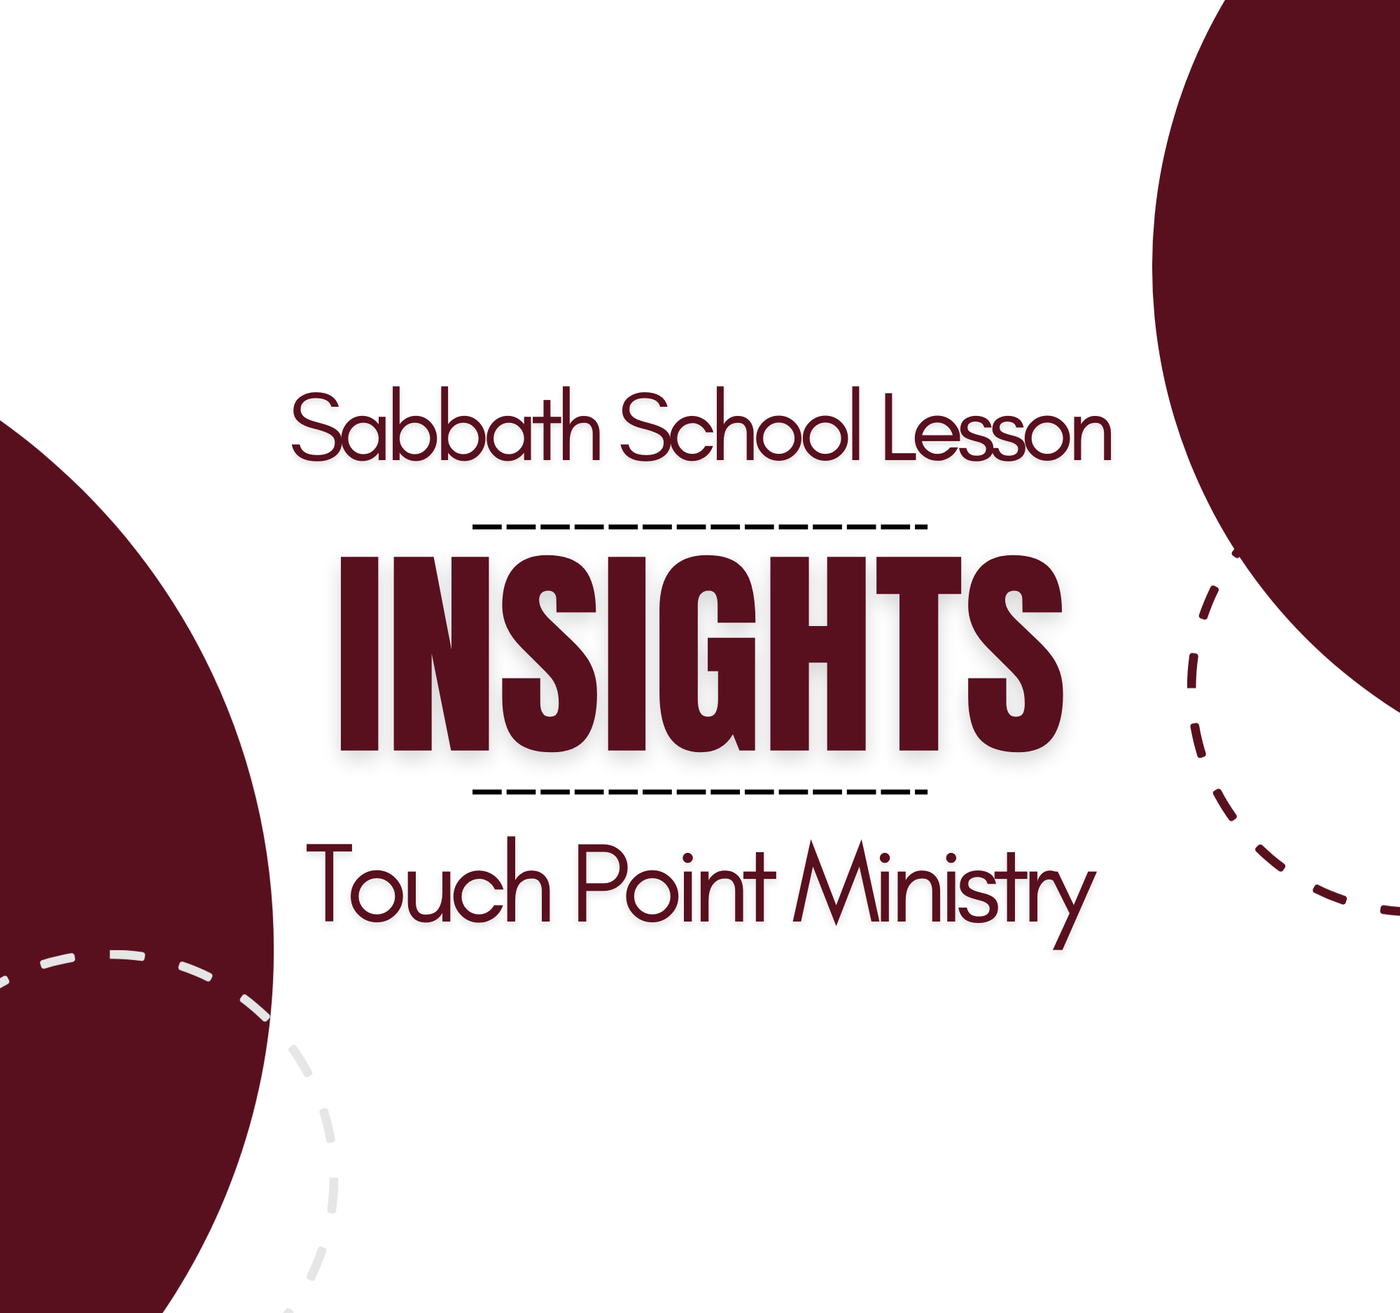 Sabbath School Lesson
INSIGHTS
Touch Point Ministry